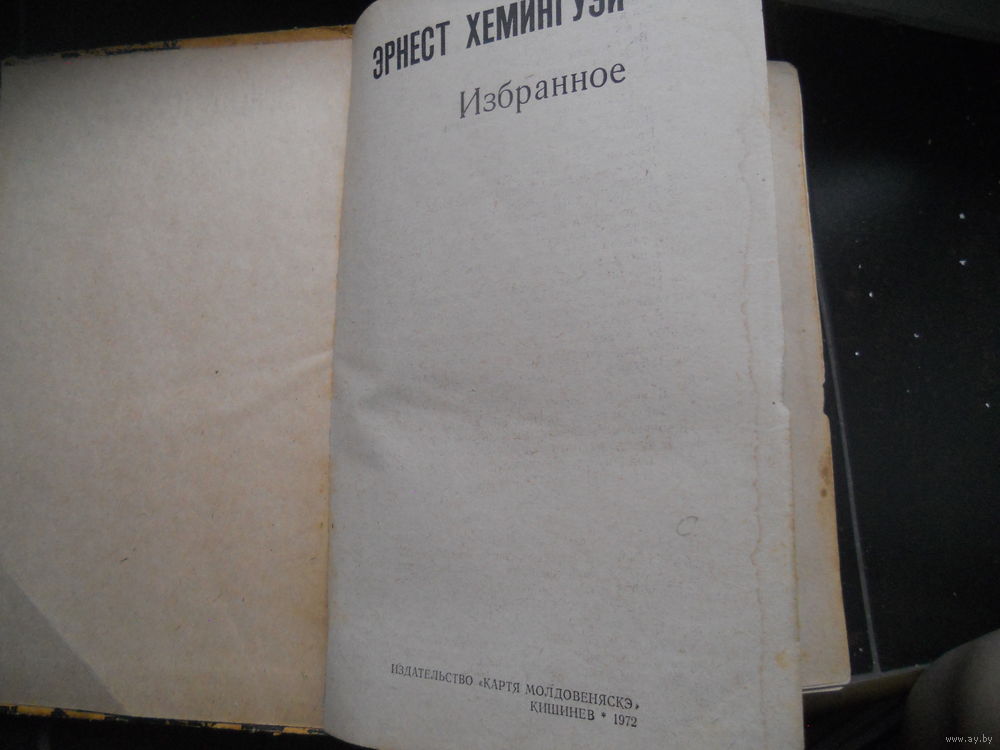 ЭРНЕСТ ХЕМИНГУЭЙ
Избранное
С
ИЗДАТЕЛЬСТВО «КАРТЯ МОЛДОВЕНЯСКЭ»
КИШИНЕВ * 1972
www.ay.by